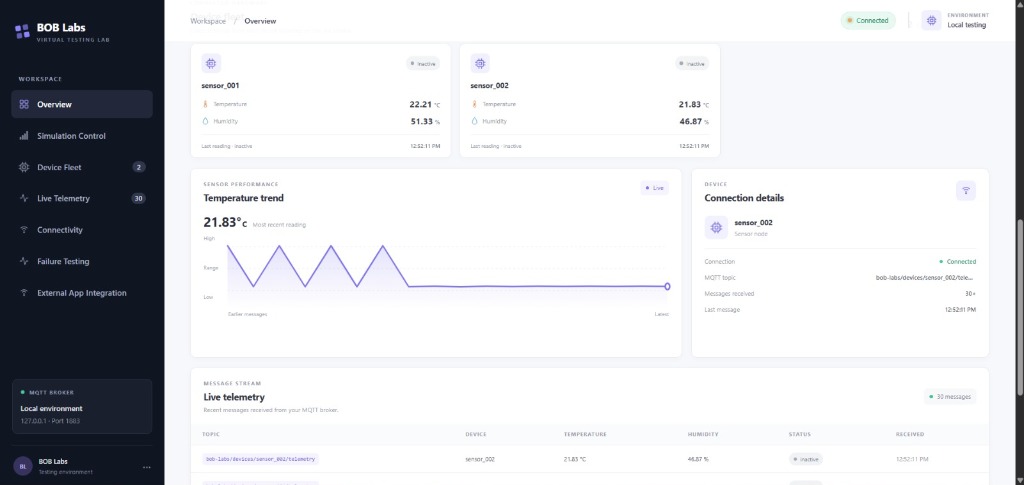 BOB Labs
VIRTUAL TESTING LAB
WORKSPACE
Overview
Simulation Control
Device Fleet 2
Live Telemetry 30
Connectivity
Failure Testing
External App Integration
MQTT BROKER
Local environment
127.0.0.1 · Port 1883
BL
BOB Labs
Testing environment
Workspace / Overview
Connected
ENVIRONMENT
Local testing
Inactive
sensor_001
Temperature 22.21 °C
Humidity 51.33 %
Last reading · Inactive 12:52:11 PM
Inactive
sensor_002
Temperature 21.83 °C
Humidity 46.87 %
Last reading · Inactive 12:52:11 PM
SENSOR PERFORMANCE
Temperature trend
Live
21.83°C Most recent reading
High
Range
Low
Earlier messages Latest
DEVICE
Connection details
sensor_002
Sensor node
Connection Connected
MQTT topic bob-labs/devices/sensor_002/tele...
Messages received 30+
Last message 12:52:11 PM
MESSAGE STREAM
Live telemetry
Recent messages received from your MQTT broker.
30 messages
TOPIC DEVICE TEMPERATURE HUMIDITY STATUS RECEIVED
bob-labs/devices/sensor_002/telemetry sensor_002 21.83 °C 46.87 % Inactive 12:52:11 PM